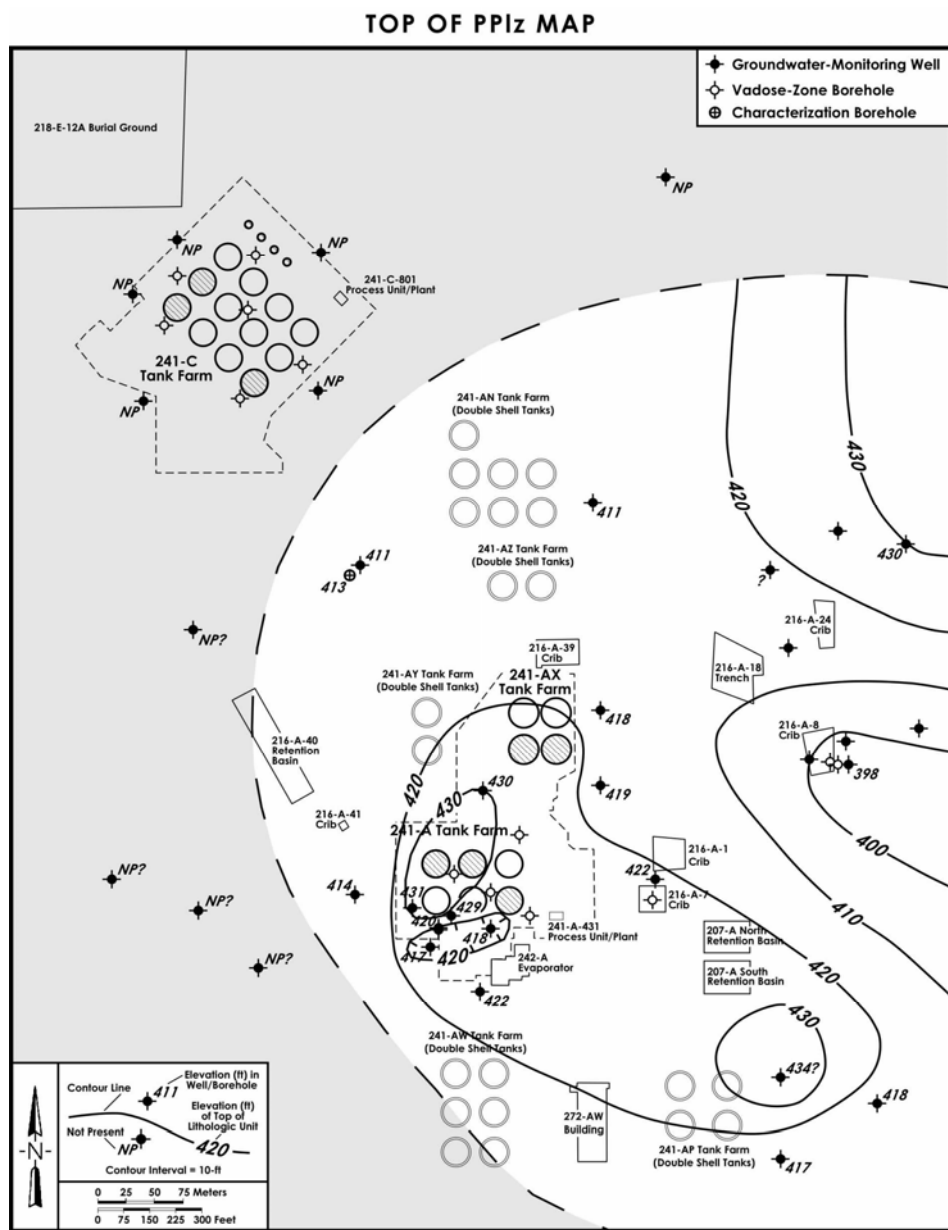 TOP OF PPlz MAP
Groundwater-Monitoring Well
Vadose-Zone Borehole
Characterization Borehole
218-E-12A Burial Ground
NP
NP
NP
NP
241-C-801
Process Unit/Plant
241-C
Tank Farm
NP
NP
241-AN Tank Farm
(Double Shell Tanks)
420
430
411
430
411
413
241-AZ Tank Farm
(Double Shell Tanks)
?
NP?
216-A-24
Crib
216-A-39
Crib
216-A-18
Trench
241-AY Tank Farm
(Double Shell Tanks)
241-AX
Tank Farm
418
216-A-8
Crib
216-A-40
Retention
Basin
420
430
430
419
398
216-A-41
Crib
241-A Tank Farm
400
216-A-1
Crib
NP?
414
431
429
422
216-A-7
Crib
410
NP?
420
418
241-A-431
Process Unit/Plant
207-A North
Retention Basin
417
420
242-A
Evaporator
NP?
207-A South
Retention Basin
420
422
430
241-AW Tank Farm
(Double Shell Tanks)
434?
418
272-AW
Building
241-AP Tank Farm
(Double Shell Tanks)
417
-N-
Contour Line
411
Elevation (ft) in
Well/Borehole
Elevation (ft)
of Top of
Lithologic Unit
Not Present
NP
420
Contour Interval = 10-ft
0 25 50 75 Meters
0 75 150 225 300 Feet